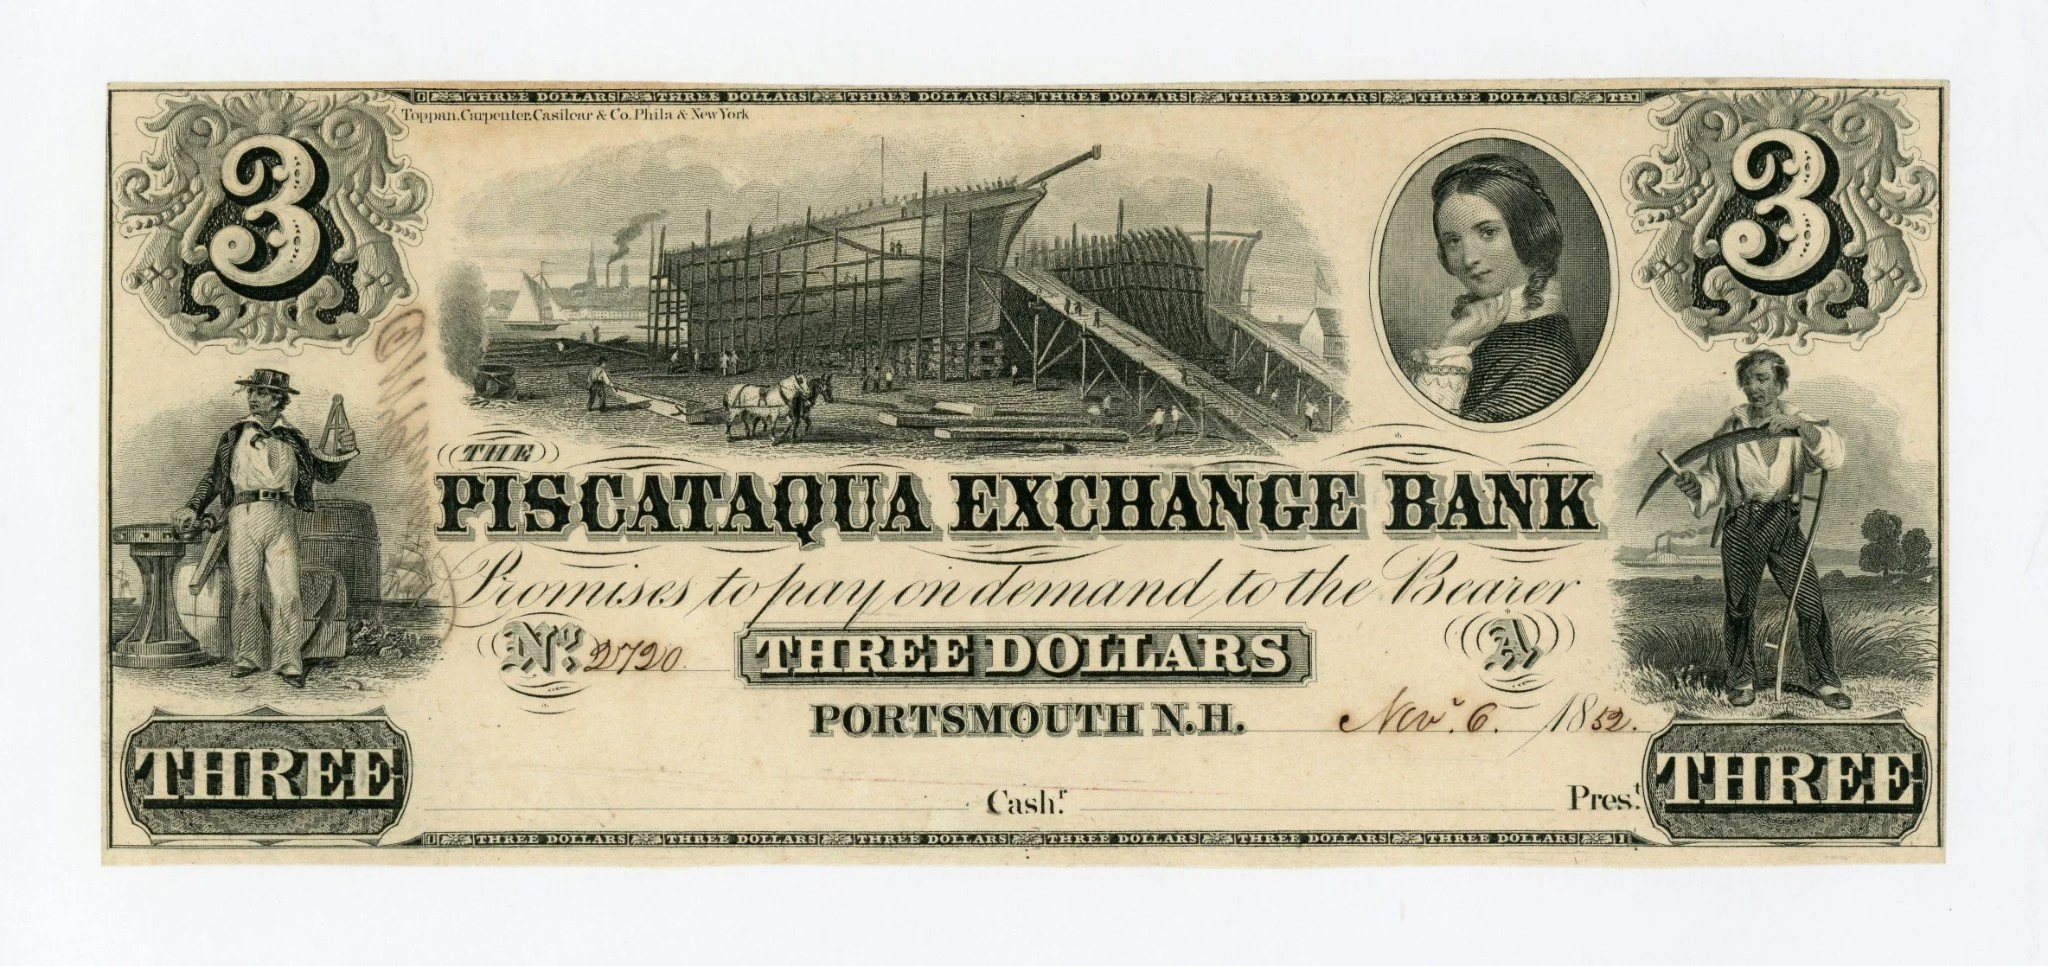 THREE DOLLARS THREE DOLLARS THREE DOLLARS THREE DOLLARS THREE DOLLARS THREE DOLLARS TH
Toppan, Carpenter, Casilear & Co. Phila & New York
3 3
THE
PISCATAQUA EXCHANGE BANK
Promises to pay on demand to the Bearer
No. 2720 THREE DOLLARS A
PORTSMOUTH N.H. Nov.r 6. 1852.
THREE THREE
Cash.r Pres.t
THREE DOLLARS THREE DOLLARS THREE DOLLARS THREE DOLLARS THREE DOLLARS THREE DOLLARS